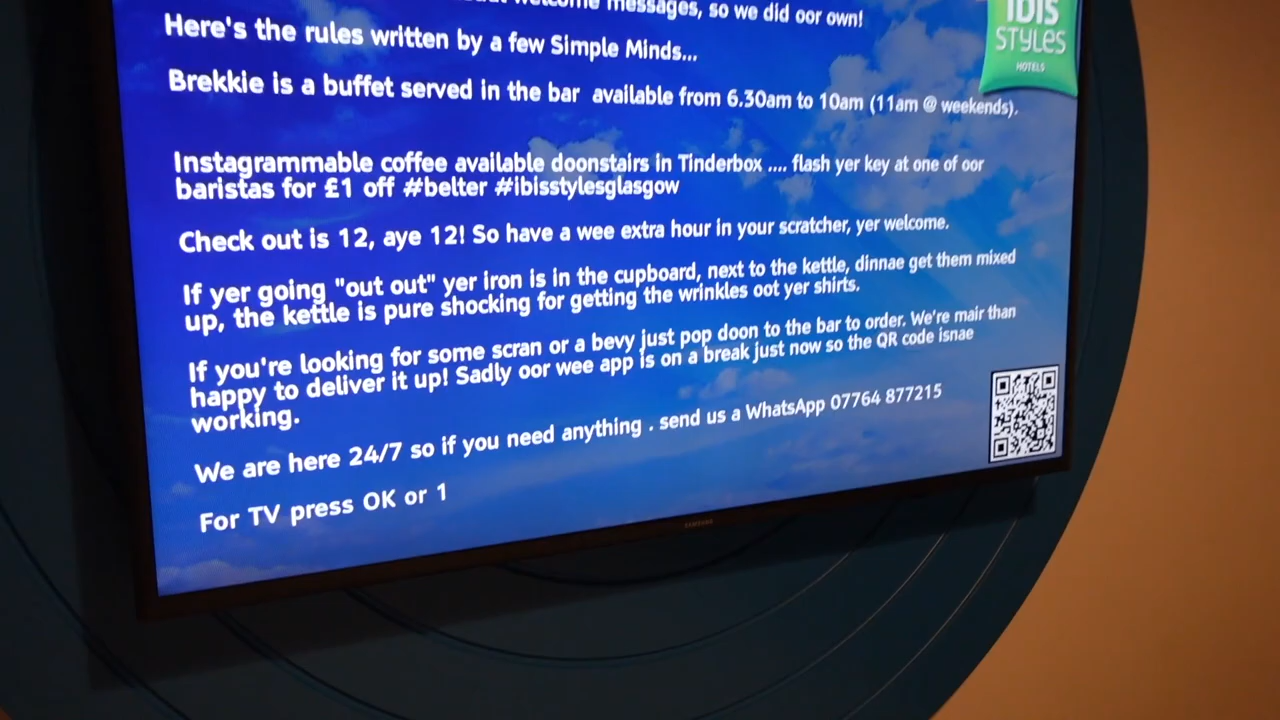 welcome messages, so we did oor own!
Here's the rules written by a few Simple Minds...
Brekkie is a buffet served in the bar available from 6.30am to 10am (11am @ weekends).
Instagrammable coffee available doonstairs in Tinderbox .... flash yer key at one of oor
baristas for £1 off #belter #ibisstylesglasgow
Check out is 12, aye 12! So have a wee extra hour in your scratcher, yer welcome.
If yer going "out out" yer iron is in the cupboard, next to the kettle, dinnae get them mixed
up, the kettle is pure shocking for getting the wrinkles oot yer shirts.
If you're looking for some scran or a bevy just pop doon to the bar to order. We're mair than
happy to deliver it up! Sadly oor wee app is on a break just now so the QR code isnae
working.
We are here 24/7 so if you need anything . send us a WhatsApp 07764 877215
For TV press OK or 1
ibis
STYLES
HOTELS
SAMSUNG